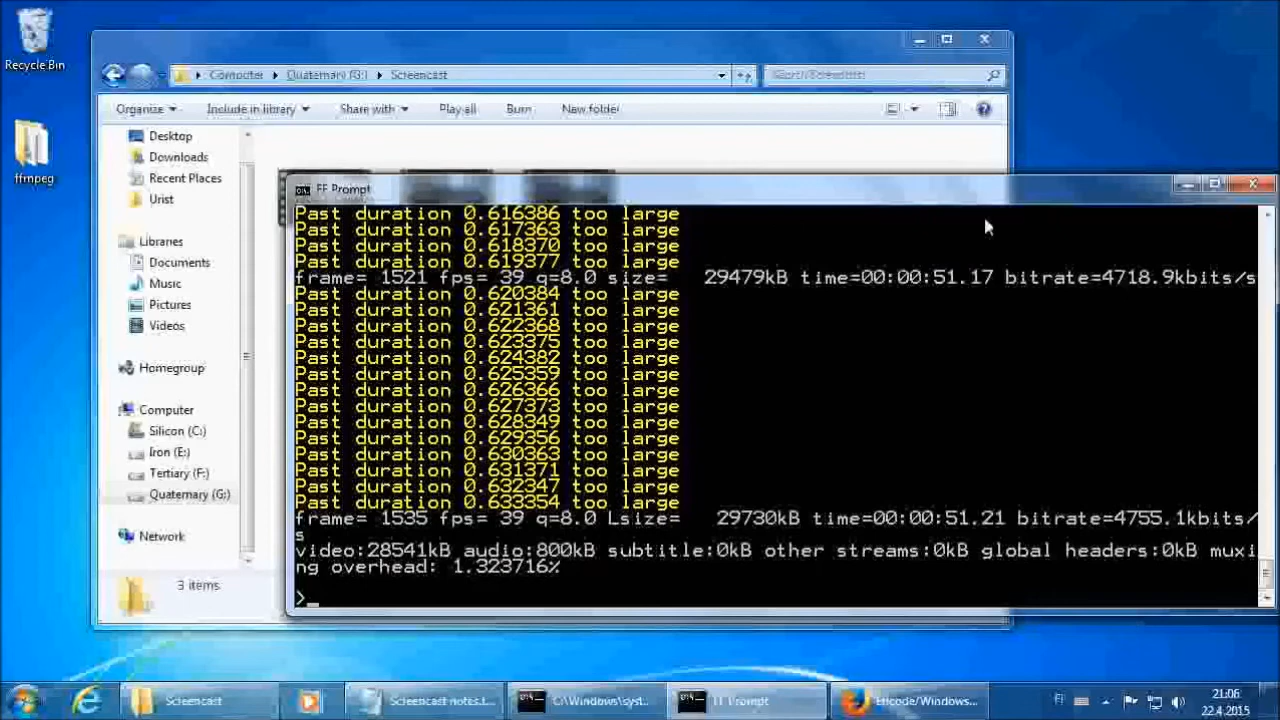 Recycle Bin
ffmpeg
Computer
Quaternary (G:)
Screencast
Search Screencast
Organize
Include in library
Share with
Play all
Burn
New folder
Desktop
Downloads
Recent Places
Urist
Libraries
Documents
Music
Pictures
Videos
Homegroup
Computer
Silicon (C:)
Iron (E:)
Tertiary (F:)
Quaternary (G:)
Network
3 items
FF Prompt
Past duration 0.616386 too large
Past duration 0.617363 too large
Past duration 0.618370 too large
Past duration 0.619377 too large
frame= 1521 fps= 39 q=8.0 size=   29479kB time=00:00:51.17 bitrate=4718.9kbits/s
Past duration 0.620384 too large
Past duration 0.621361 too large
Past duration 0.622368 too large
Past duration 0.623375 too large
Past duration 0.624382 too large
Past duration 0.625359 too large
Past duration 0.626366 too large
Past duration 0.627373 too large
Past duration 0.628349 too large
Past duration 0.629356 too large
Past duration 0.630363 too large
Past duration 0.631371 too large
Past duration 0.632347 too large
Past duration 0.633354 too large
frame= 1535 fps= 39 q=8.0 Lsize=   29730kB time=00:00:51.21 bitrate=4755.1kbits/
s
video:28541kB audio:800kB subtitle:0kB other streams:0kB global headers:0kB muxi
ng overhead: 1.323716%
>_
Screencast
Screencast notes.t...
C:\Windows\syst...
FF Prompt
Encode/Windows...
FI
21:06
22.4.2015